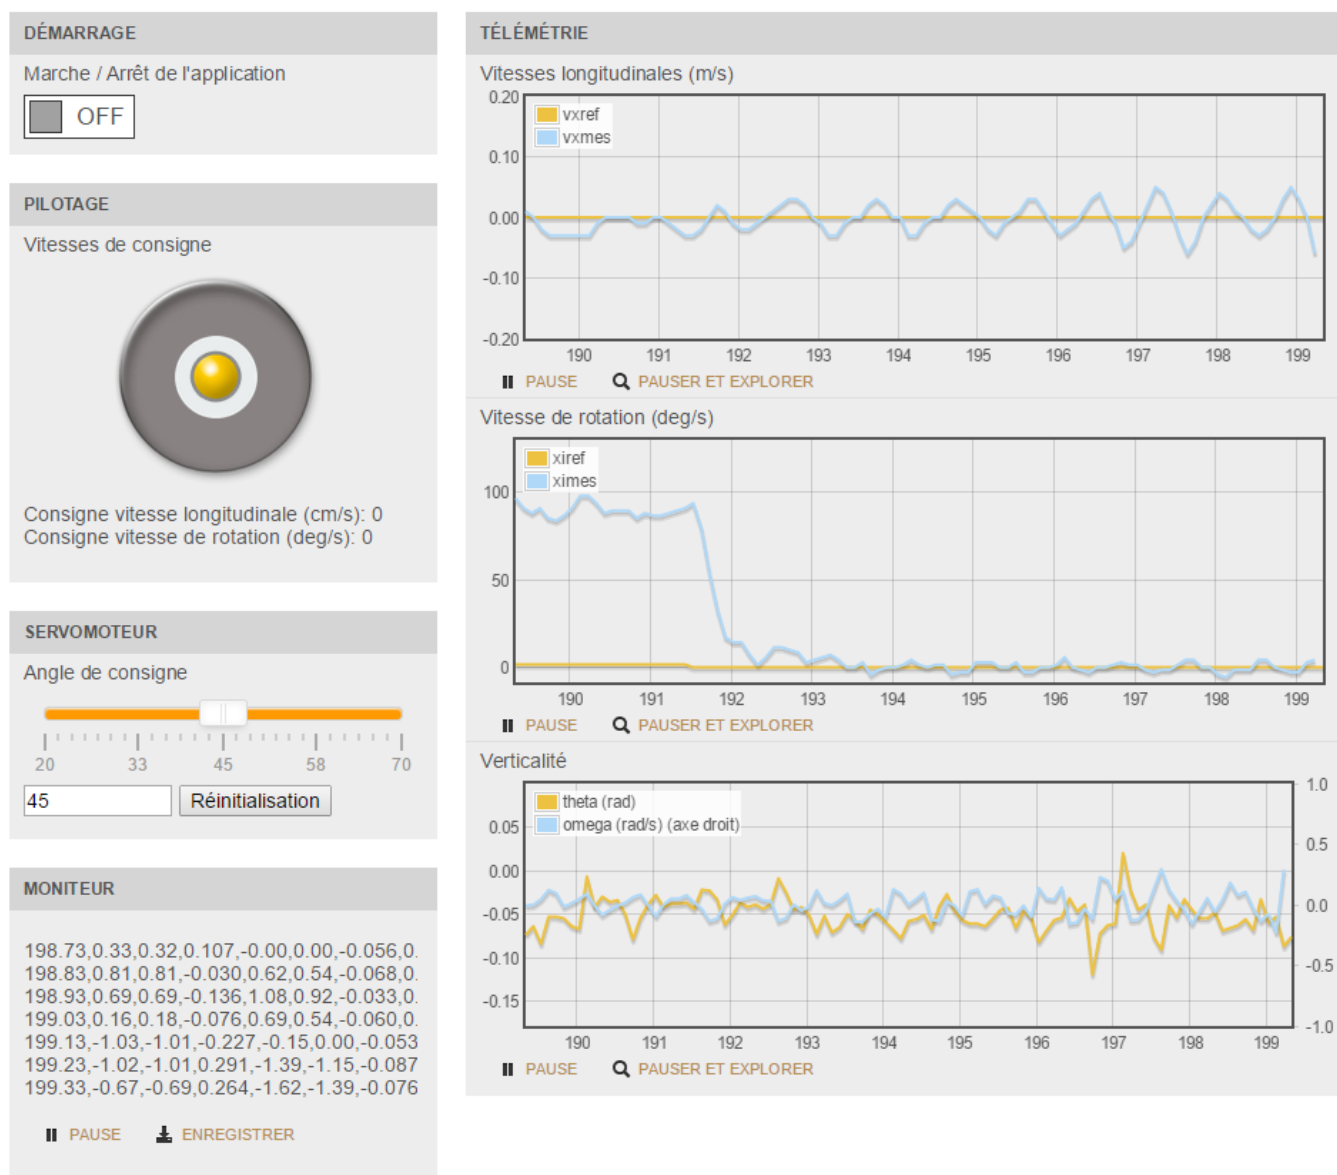 DÉMARRAGE
Marche / Arrêt de l'application
OFF
PILOTAGE
Vitesses de consigne
Consigne vitesse longitudinale (cm/s): 0
Consigne vitesse de rotation (deg/s): 0
SERVOMOTEUR
Angle de consigne
20 33 45 58 70
45 Réinitialisation
MONITEUR
198.73,0.33,0.32,0.107,-0.00,0.00,-0.056,0.
198.83,0.81,0.81,-0.030,0.62,0.54,-0.068,0.
198.93,0.69,0.69,-0.136,1.08,0.92,-0.033,0.
199.03,0.16,0.18,-0.076,0.69,0.54,-0.060,0.
199.13,-1.03,-1.01,-0.227,-0.15,0.00,-0.053
199.23,-1.02,-1.01,0.291,-1.39,-1.15,-0.087
199.33,-0.67,-0.69,0.264,-1.62,-1.39,-0.076
PAUSE ENREGISTRER
TÉLÉMÉTRIE
Vitesses longitudinales (m/s)
0.20
0.10
0.00
-0.10
-0.20
vxref
vxmes
190 191 192 193 194 195 196 197 198 199
PAUSE PAUSER ET EXPLORER
Vitesse de rotation (deg/s)
100
50
0
xiref
ximes
190 191 192 193 194 195 196 197 198 199
PAUSE PAUSER ET EXPLORER
Verticalité
0.05
0.00
-0.05
-0.10
-0.15
theta (rad)
omega (rad/s) (axe droit)
1.0
0.5
0.0
-0.5
-1.0
190 191 192 193 194 195 196 197 198 199
PAUSE PAUSER ET EXPLORER